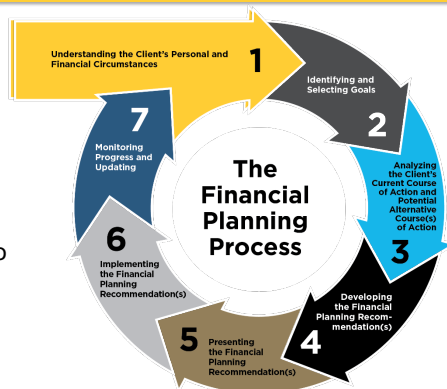 Understanding the Client's Personal and
Financial Circumstances
1
Identifying and
Selecting Goals
2
Analyzing
the Client's
Current Course
of Action and
Potential
Alternative
Course(s)
of Action
3
Developing
the Financial
Planning Recom-
mendation(s)
4
5
Presenting
the Financial
Planning
Recommendation(s)
6
Implementing
the Financial
Planning
Recommendation(s)
7
Monitoring
Progress and
Updating
The
Financial
Planning
Process